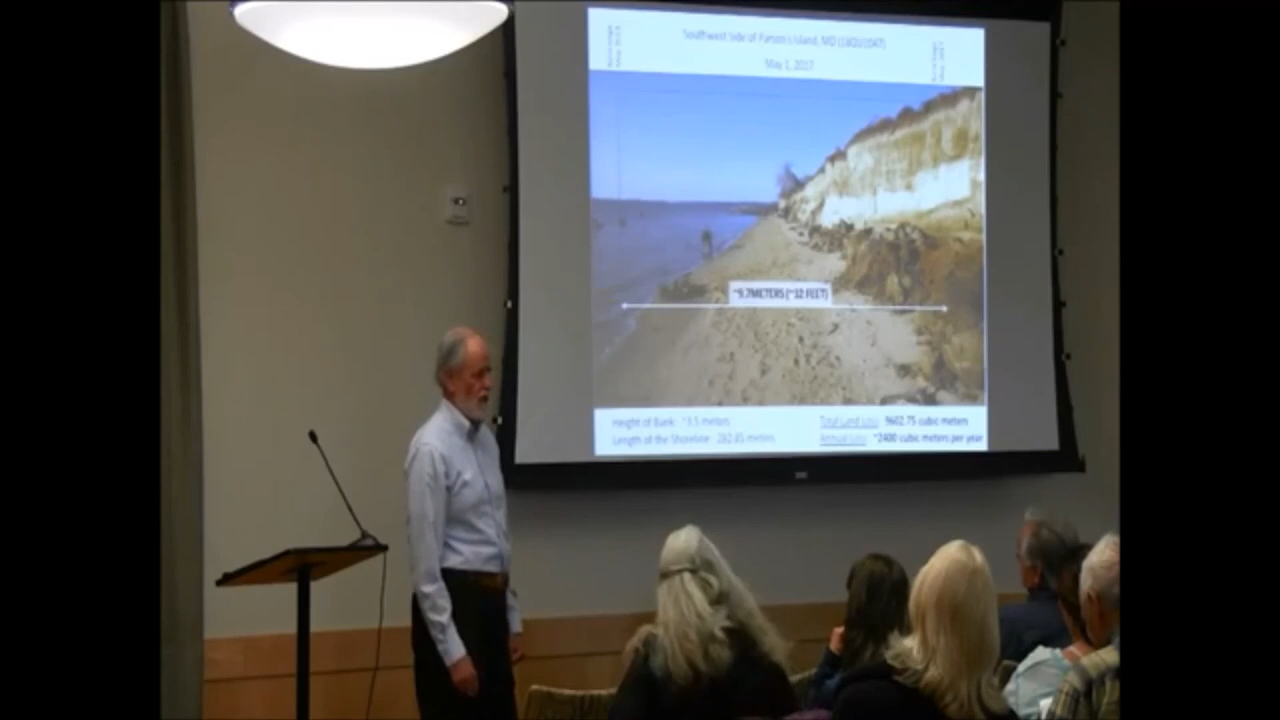 Southwest Side of Parson's Island, MD
May 1, 2017
~9.7METERS (~32 FEET)
Height of Bank: ~3.5 meters
Length of the Shoreline: 282.85 meters
Total Land Loss: 9602.75 cubic meters
Annual Loss: ~2400 cubic meters per year